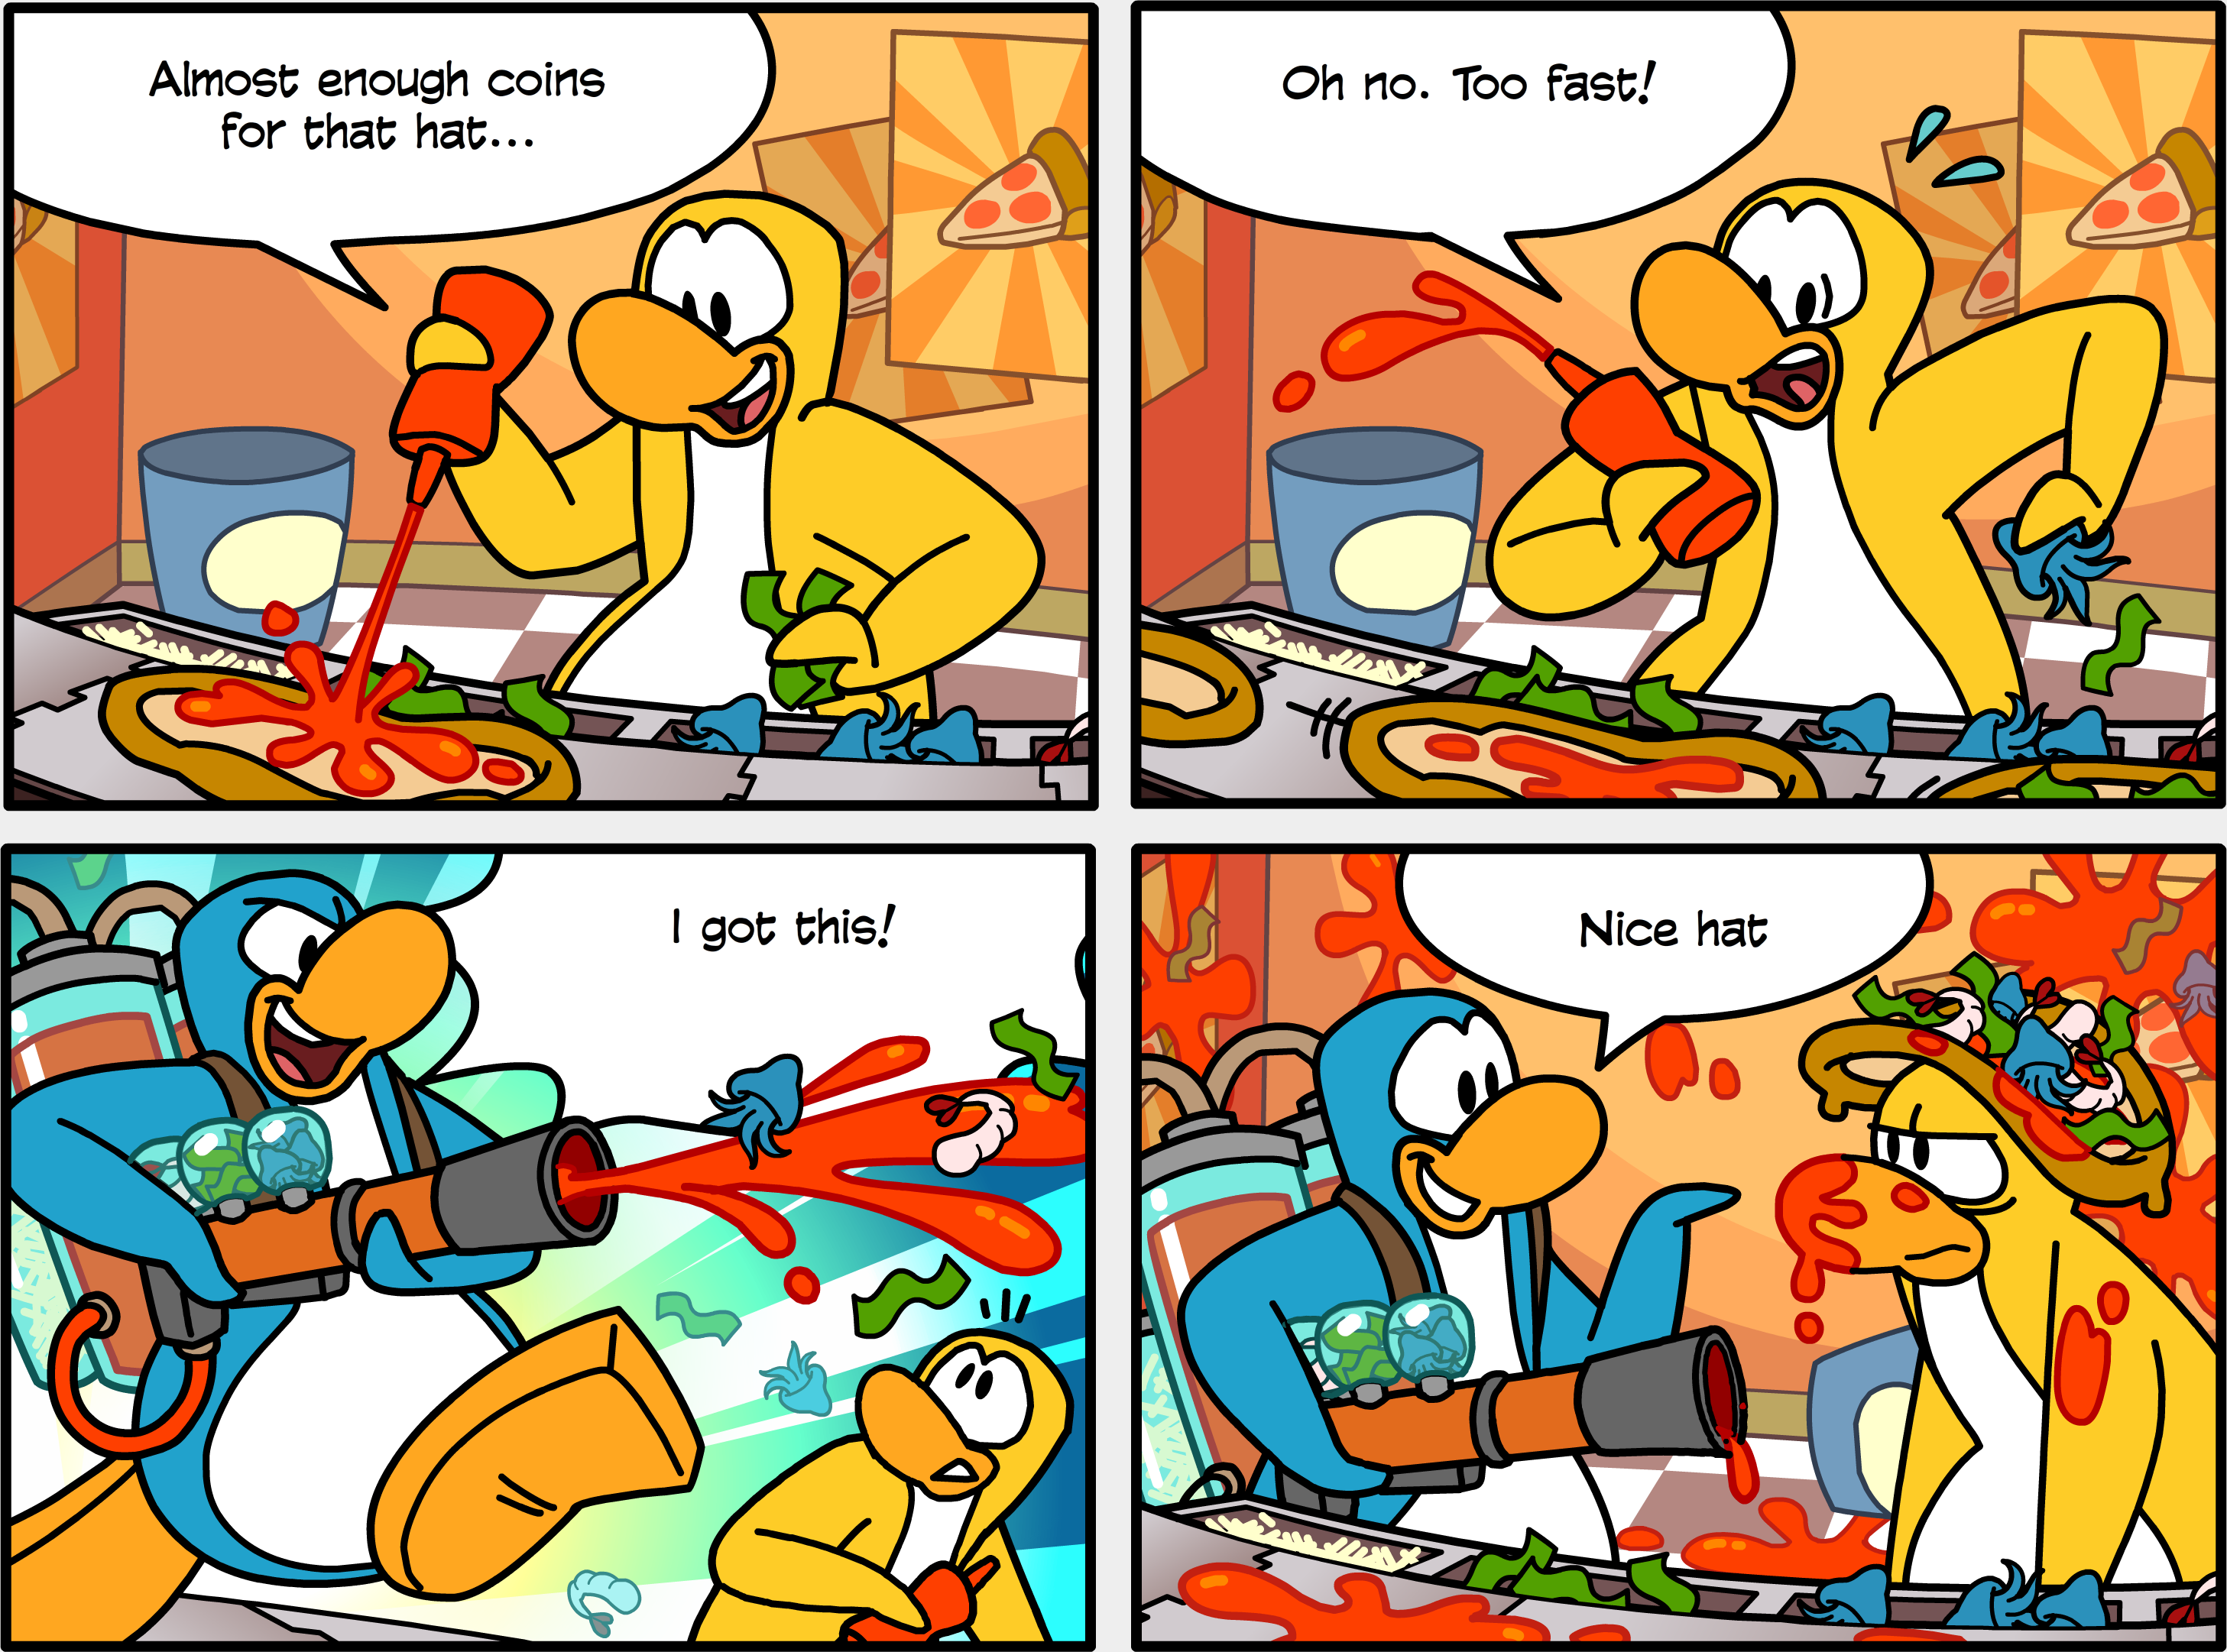 Almost enough coins
for that hat...
Oh no. Too fast!
I got this!
Nice hat